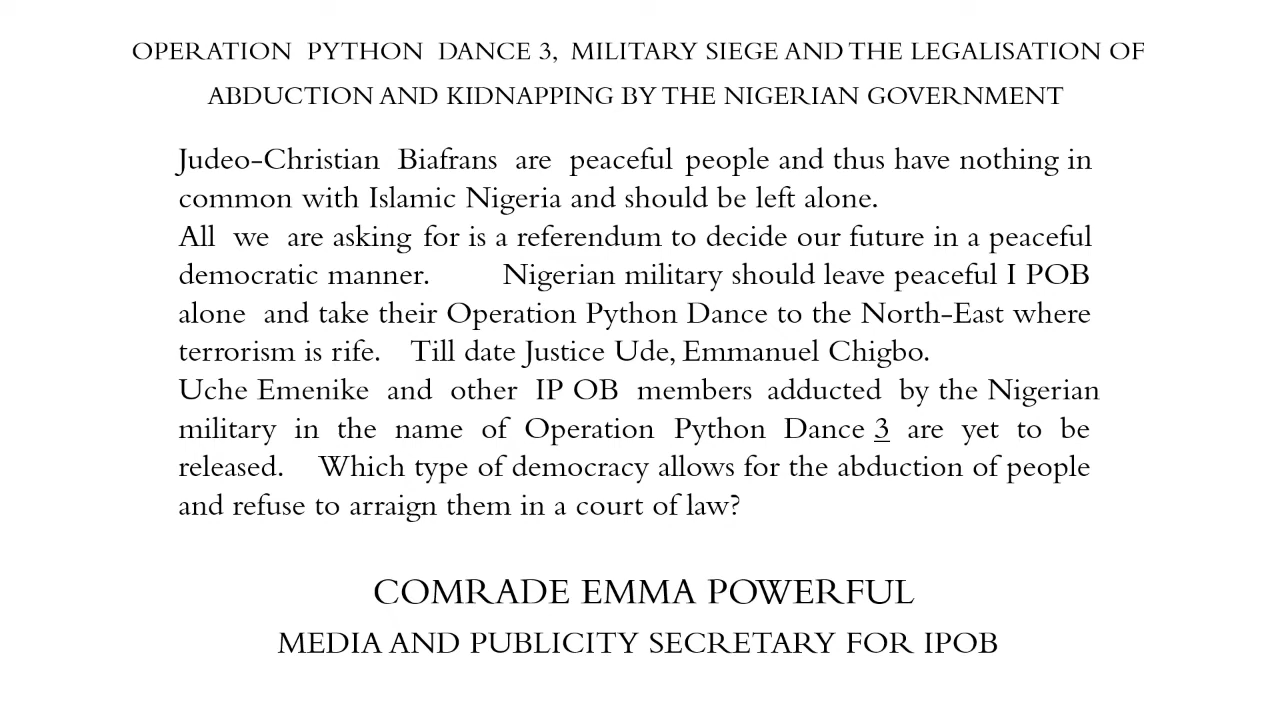 OPERATION PYTHON DANCE 3, MILITARY SIEGE AND THE LEGALISATION OF
ABDUCTION AND KIDNAPPING BY THE NIGERIAN GOVERNMENT
Judeo-Christian Biafrans are peaceful people and thus have nothing in
common with Islamic Nigeria and should be left alone.
All we are asking for is a referendum to decide our future in a peaceful
democratic manner. Nigerian military should leave peaceful I POB
alone and take their Operation Python Dance to the North-East where
terrorism is rife. Till date Justice Ude, Emmanuel Chigbo.
Uche Emenike and other IP OB members adducted by the Nigerian
military in the name of Operation Python Dance 3 are yet to be
released. Which type of democracy allows for the abduction of people
and refuse to arraign them in a court of law?
COMRADE EMMA POWERFUL
MEDIA AND PUBLICITY SECRETARY FOR IPOB